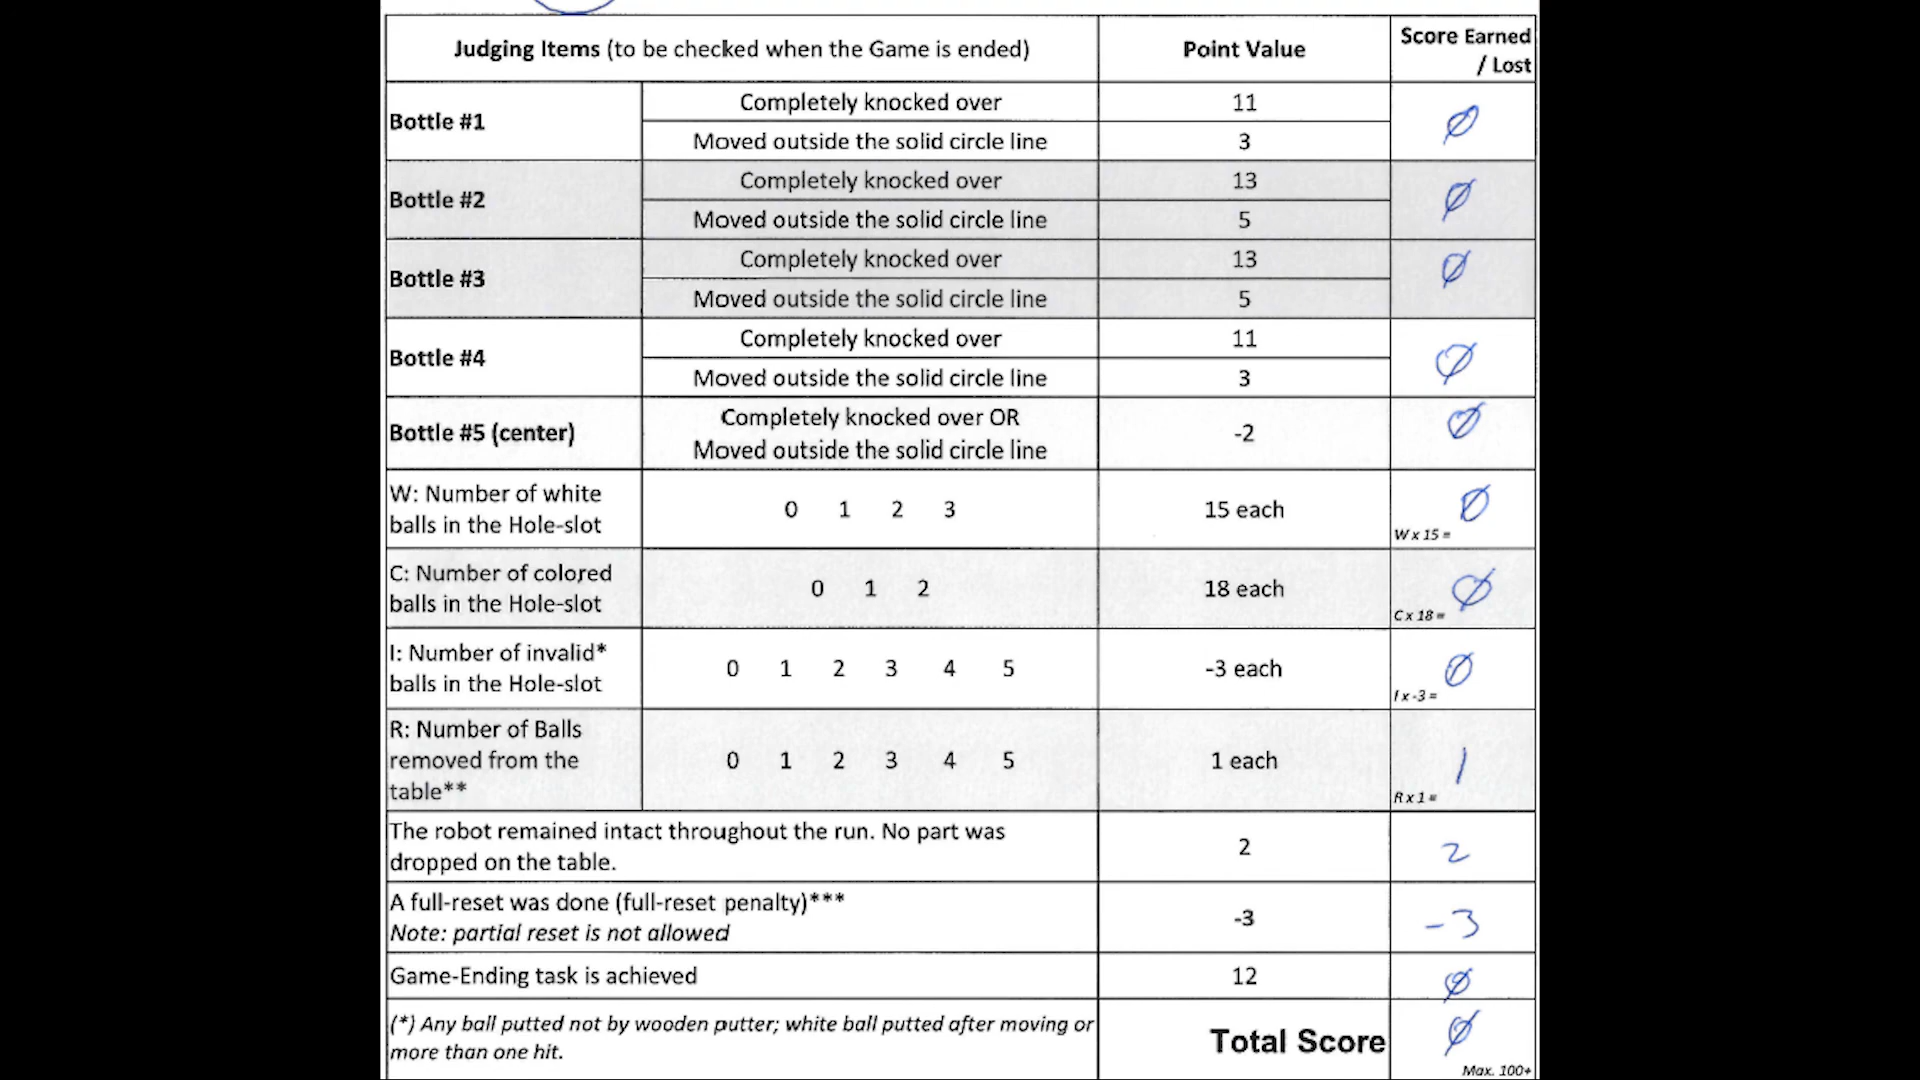 Judging Items (to be checked when the Game is ended) Point Value Score Earned / Lost
Bottle #1 Completely knocked over 11 0
Moved outside the solid circle line 3
Bottle #2 Completely knocked over 13 0
Moved outside the solid circle line 5
Bottle #3 Completely knocked over 13 0
Moved outside the solid circle line 5
Bottle #4 Completely knocked over 11 0
Moved outside the solid circle line 3
Bottle #5 (center) Completely knocked over OR -2 0
Moved outside the solid circle line
W: Number of white
balls in the Hole-slot 0 1 2 3 15 each W x 15 = 0
C: Number of colored
balls in the Hole-slot 0 1 2 18 each C x 18 = 0
I: Number of invalid*
balls in the Hole-slot 0 1 2 3 4 5 -3 each I x -3 = 0
R: Number of Balls
removed from the
table** 0 1 2 3 4 5 1 each R x 1 = 1
The robot remained intact throughout the run. No part was
dropped on the table. 2 2
A full-reset was done (full-reset penalty)***
Note: partial reset is not allowed -3 -3
Game-Ending task is achieved 12 0
(*) Any ball putted not by wooden putter; white ball putted after moving or
more than one hit.
Total Score 0
Max. 100+